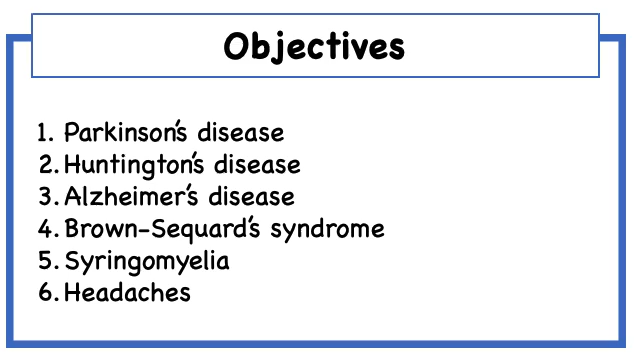 Objectives
1. Parkinson's disease
2. Huntington's disease
3. Alzheimer's disease
4. Brown-Sequard's syndrome
5. Syringomyelia
6. Headaches